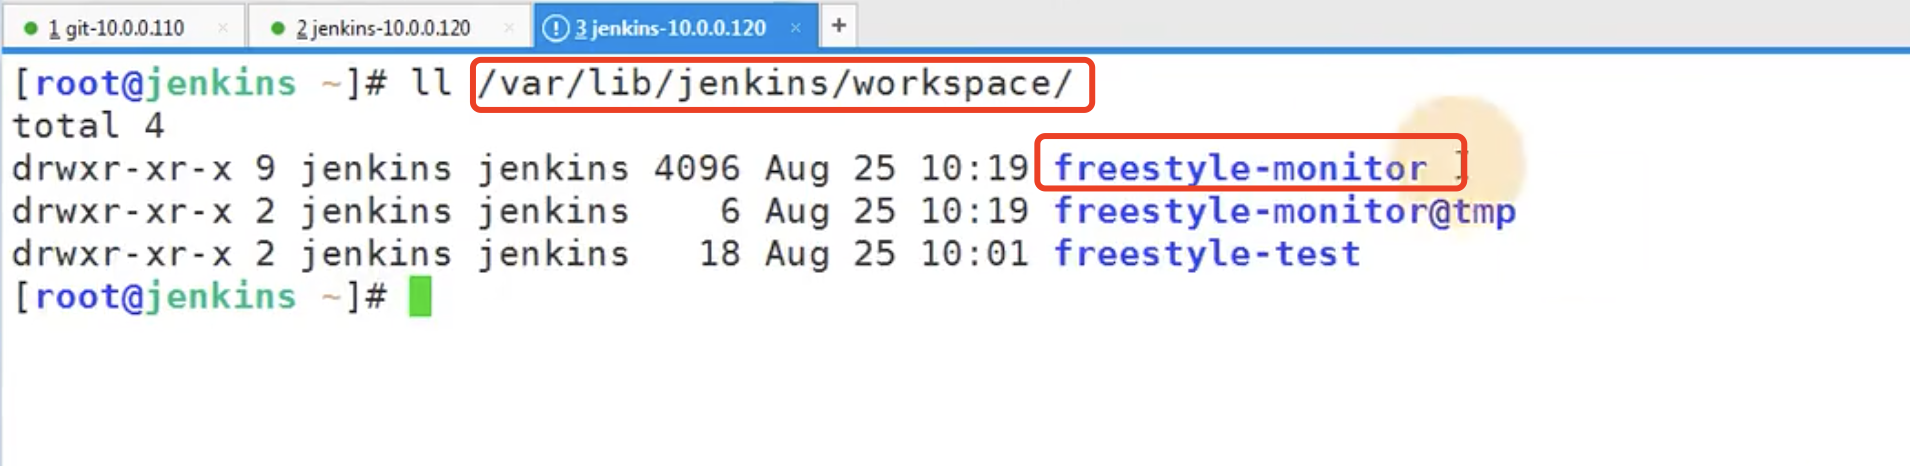 1 git-10.0.0.110 × 2 jenkins-10.0.0.120 × 3 jenkins-10.0.0.120 × +
[root@jenkins ~]# ll /var/lib/jenkins/workspace/
total 4
drwxr-xr-x 9 jenkins jenkins 4096 Aug 25 10:19 freestyle-monitor
drwxr-xr-x 2 jenkins jenkins    6 Aug 25 10:19 freestyle-monitor@tmp
drwxr-xr-x 2 jenkins jenkins   18 Aug 25 10:01 freestyle-test
[root@jenkins ~]#